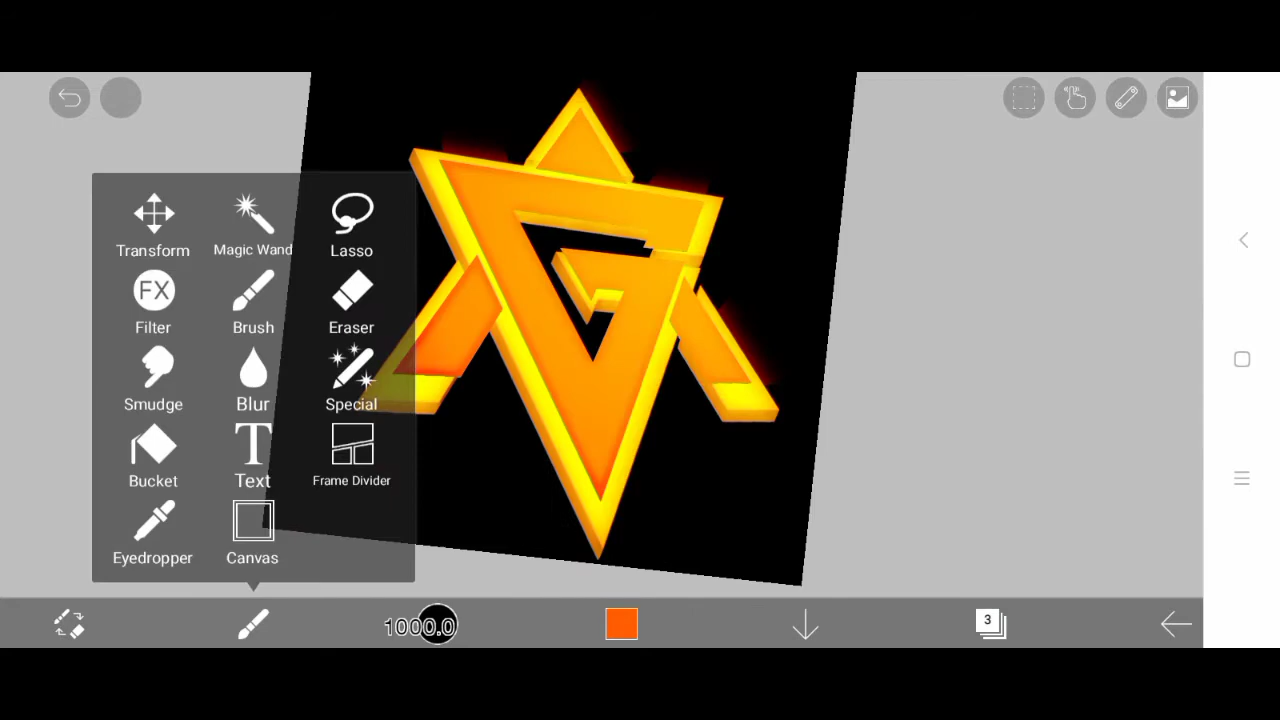 Transform Magic Wand Lasso
FX
Filter Brush Eraser
Smudge Blur Special
T
Bucket Text Frame Divider
Eyedropper Canvas
1000.0
3